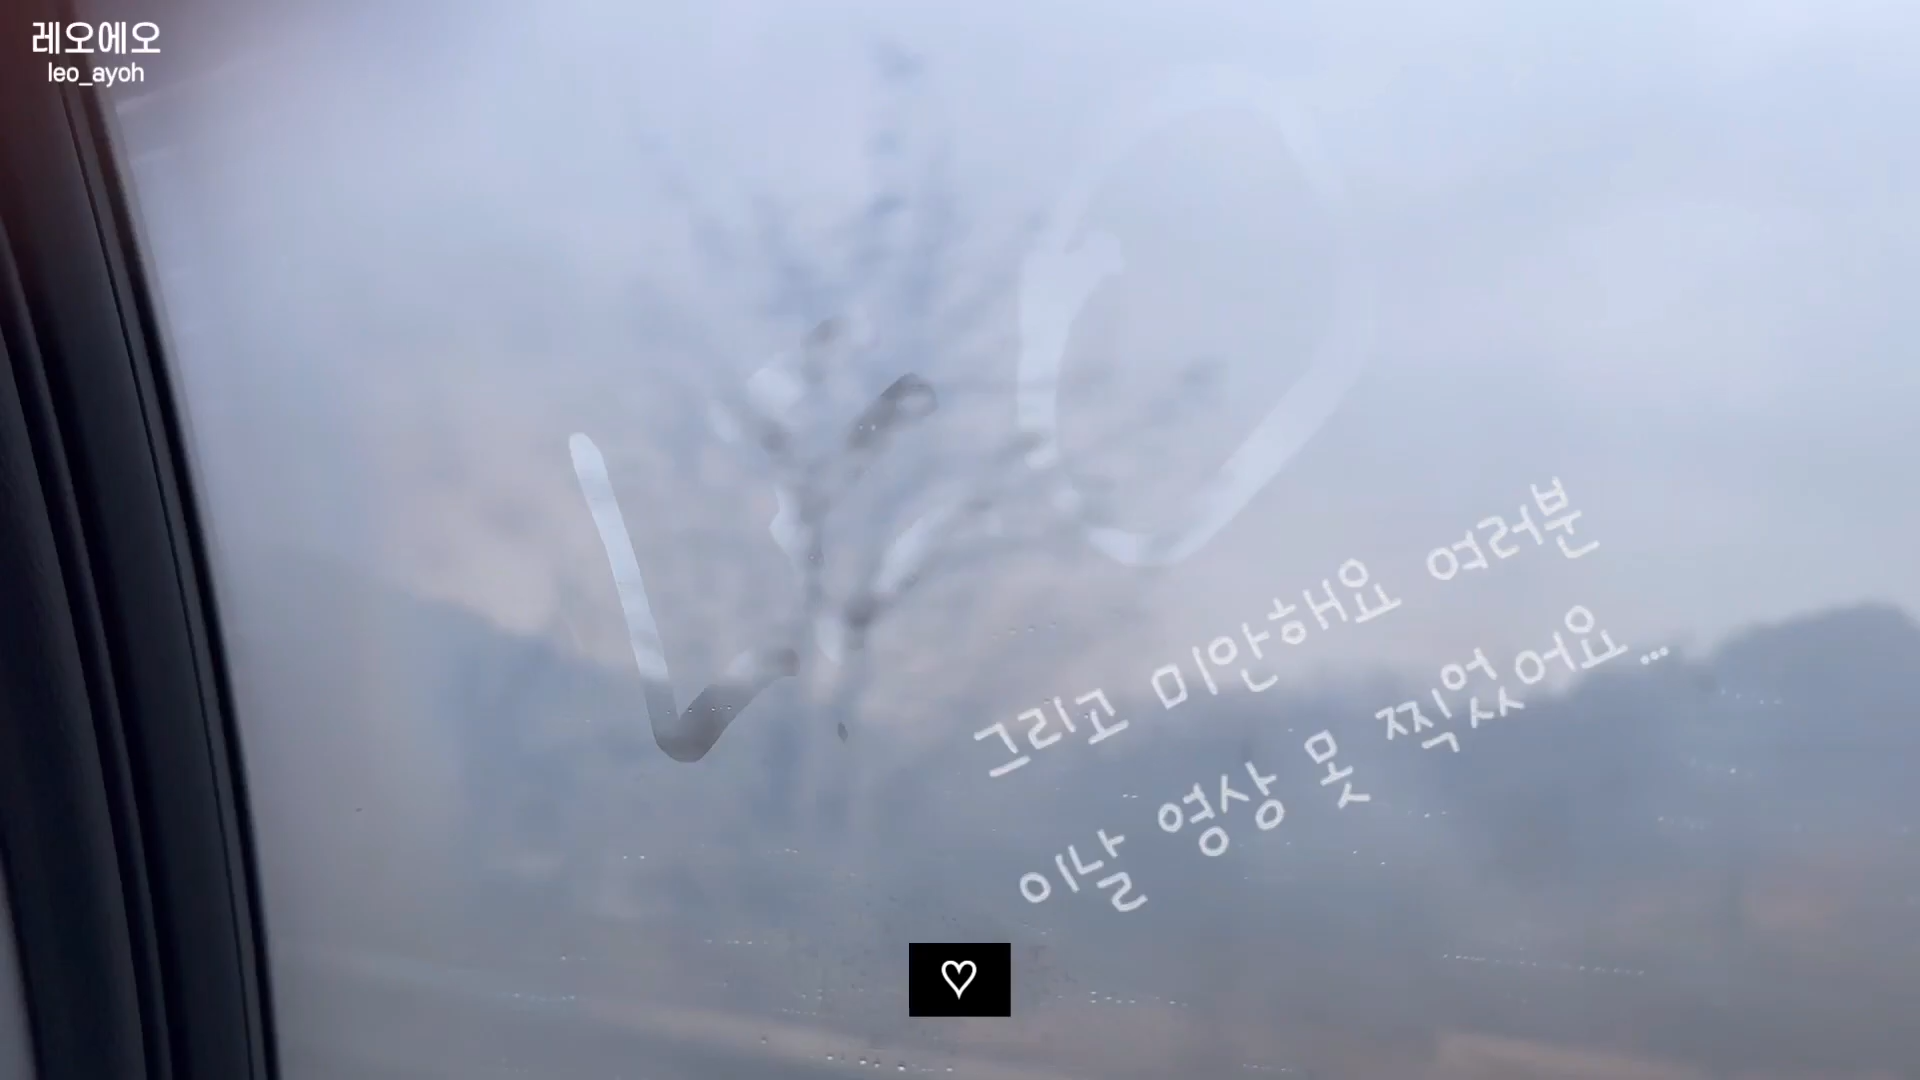 레오에오
leo_ayoh
그리고 미안해요 여러분
이날 영상 못 찍었어요...
♡